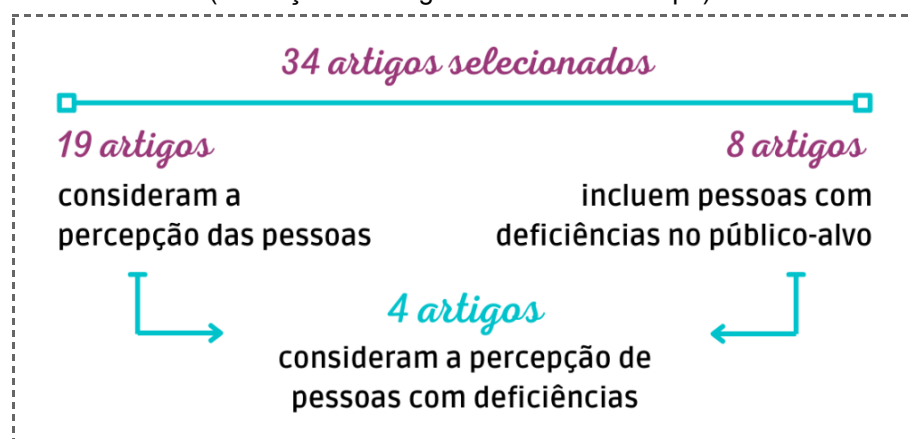 34 artigos selecionados
19 artigos
consideram a
percepção das pessoas
8 artigos
incluem pessoas com
deficiências no público-alvo
4 artigos
consideram a percepção de
pessoas com deficiências